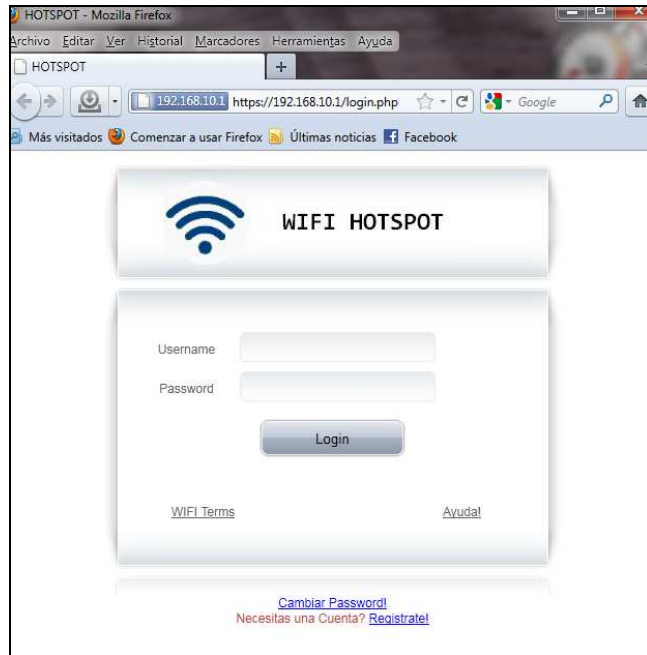 HOTSPOT - Mozilla Firefox
Archivo Editar Ver Historial Marcadores Herramientas Ayuda
HOTSPOT +
192.168.10.1 https://192.168.10.1/login.php Google
Más visitados Comenzar a usar Firefox Últimas noticias Facebook
WIFI HOTSPOT
Username
Password
Login
WIFI Terms Ayuda!
Cambiar Password!
Necesitas una Cuenta? Registrate!